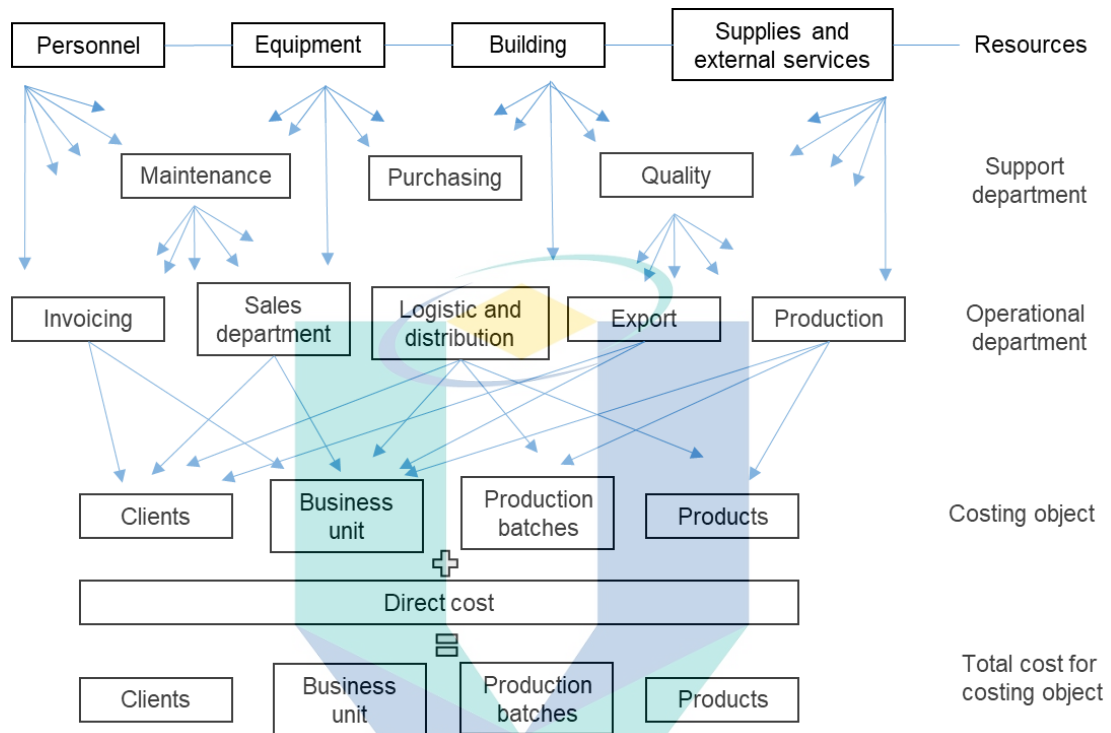 Personnel
Equipment
Building
Supplies and
external services
Resources
Maintenance
Purchasing
Quality
Support
department
Invoicing
Sales
department
Logistic and
distribution
Export
Production
Operational
department
Clients
Business
unit
Production
batches
Products
Costing object
Direct cost
Clients
Business
unit
Production
batches
Products
Total cost for
costing object